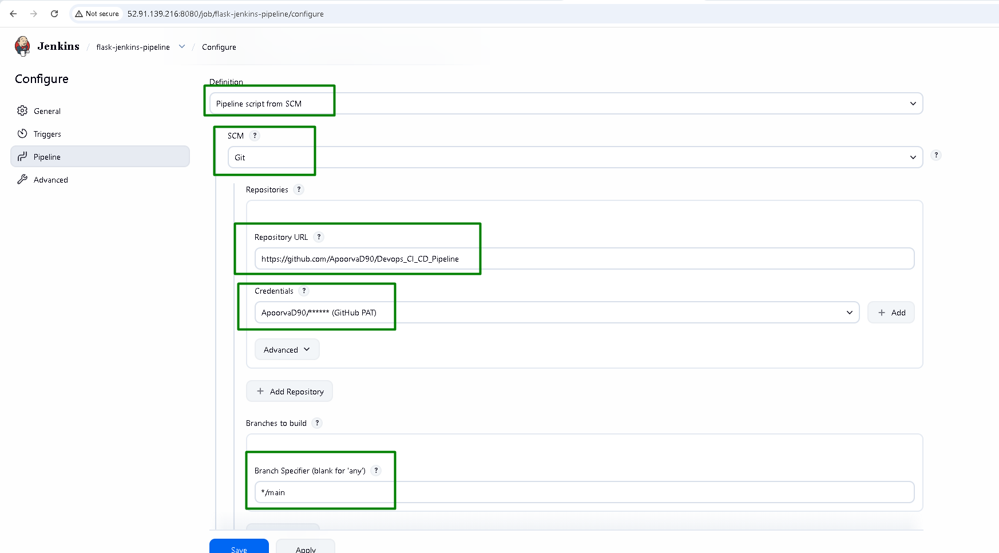 Not secure 52.91.139.216:8080/job/flask-jenkins-pipeline/configure
Jenkins / flask-jenkins-pipeline / Configure
Configure
General
Triggers
Pipeline
Advanced
Definition
Pipeline script from SCM
SCM ?
Git
?
Repositories ?
Repository URL ?
https://github.com/ApoorvaD90/Devops_CI_CD_Pipeline
Credentials ?
ApoorvaD90/****** (GitHub PAT)
+ Add
Advanced
+ Add Repository
Branches to build ?
Branch Specifier (blank for 'any') ?
*/main
Save Apply